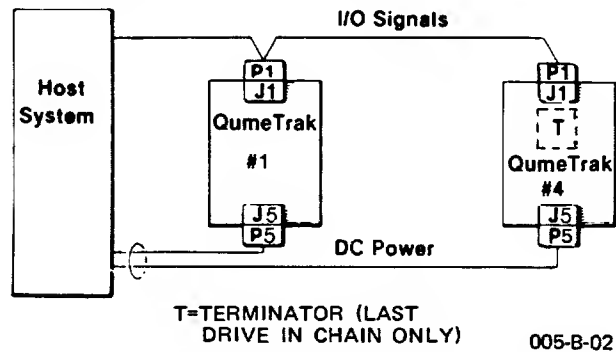 I/O Signals
Host
System
P1
J1
QumeTrak
#1
J5
P5
P1
J1
T
QumeTrak
#4
J5
P5
DC Power
T=TERMINATOR (LAST
DRIVE IN CHAIN ONLY)
005-B-02